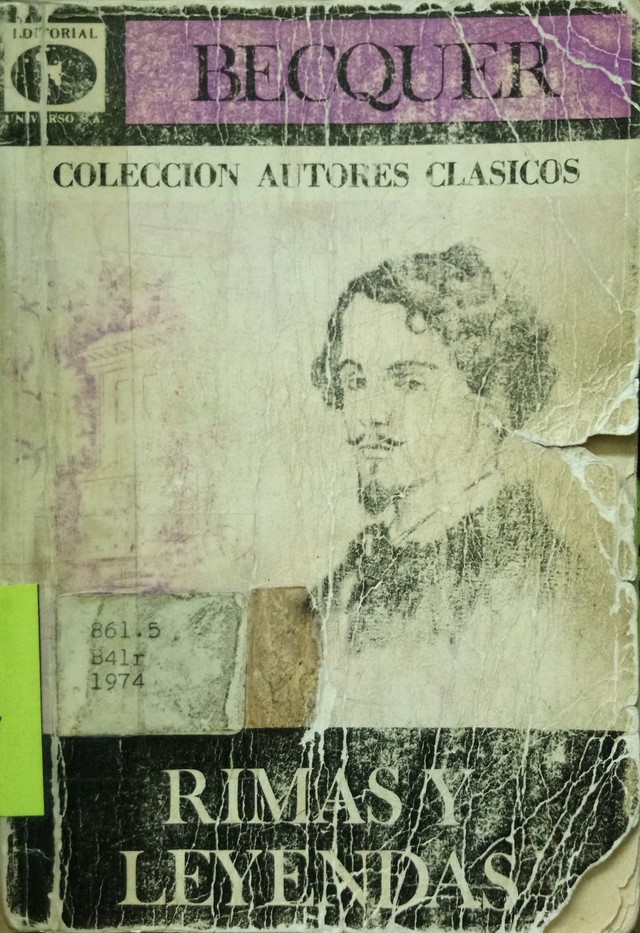 EDITORIAL
UNIVERSO S.A.
BECQUER
COLECCION AUTORES CLASICOS
861.5
B41r
1974
RIMAS Y
LEYENDAS